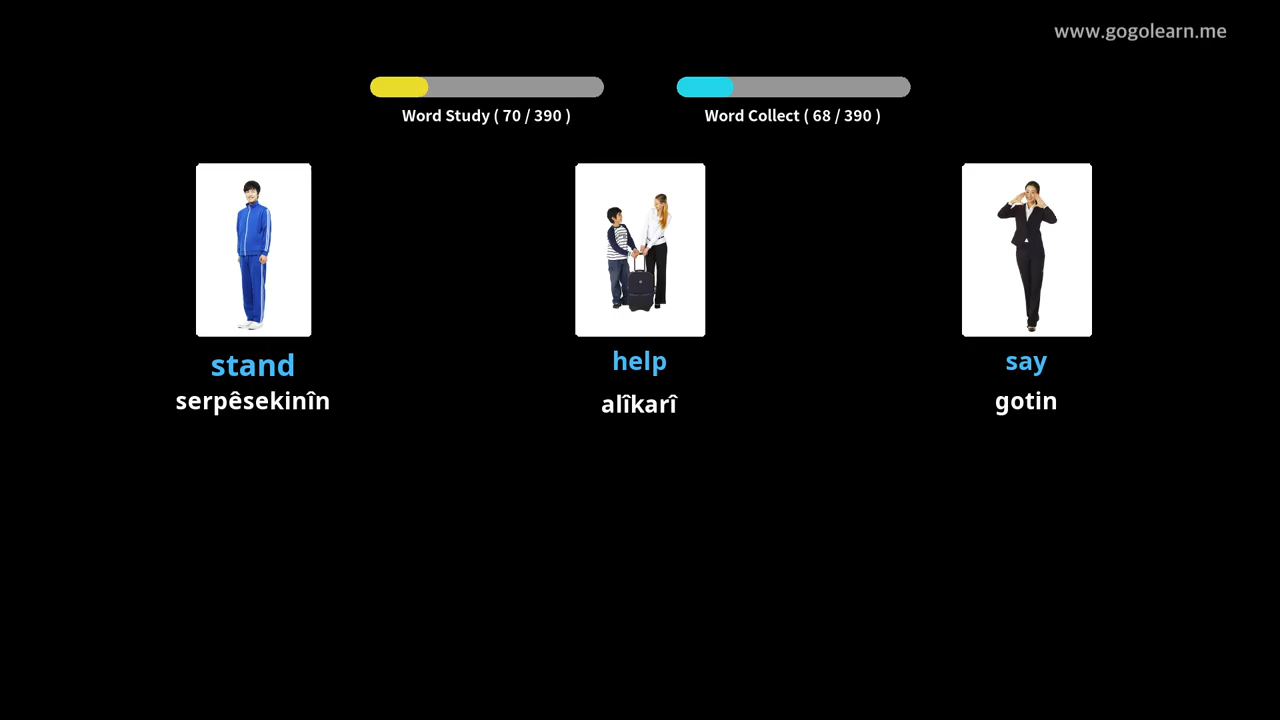 www.gogolearn.me
Word Study ( 70 / 390 )
Word Collect ( 68 / 390 )
stand
help
say
serpêsekinîn
alîkarî
gotin